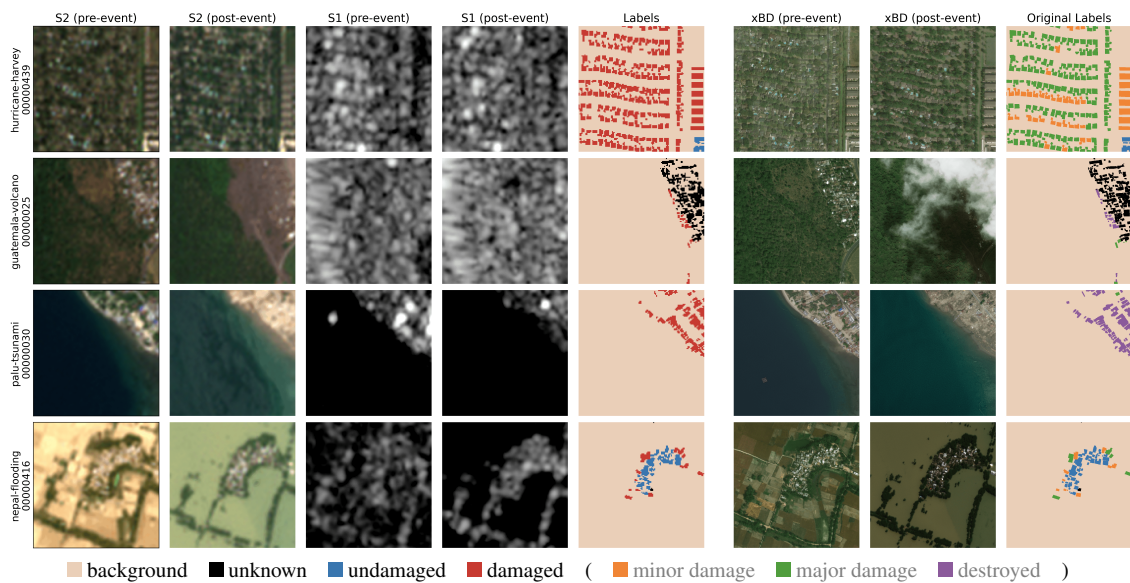 S2 (pre-event) S2 (post-event) S1 (pre-event) S1 (post-event) Labels xBD (pre-event) xBD (post-event) Original Labels
hurricane-harvey
00000439
guatemala-volcano
00000025
palu-tsunami
00000030
nepal-flooding
00000416
background unknown undamaged damaged ( minor damage major damage destroyed )